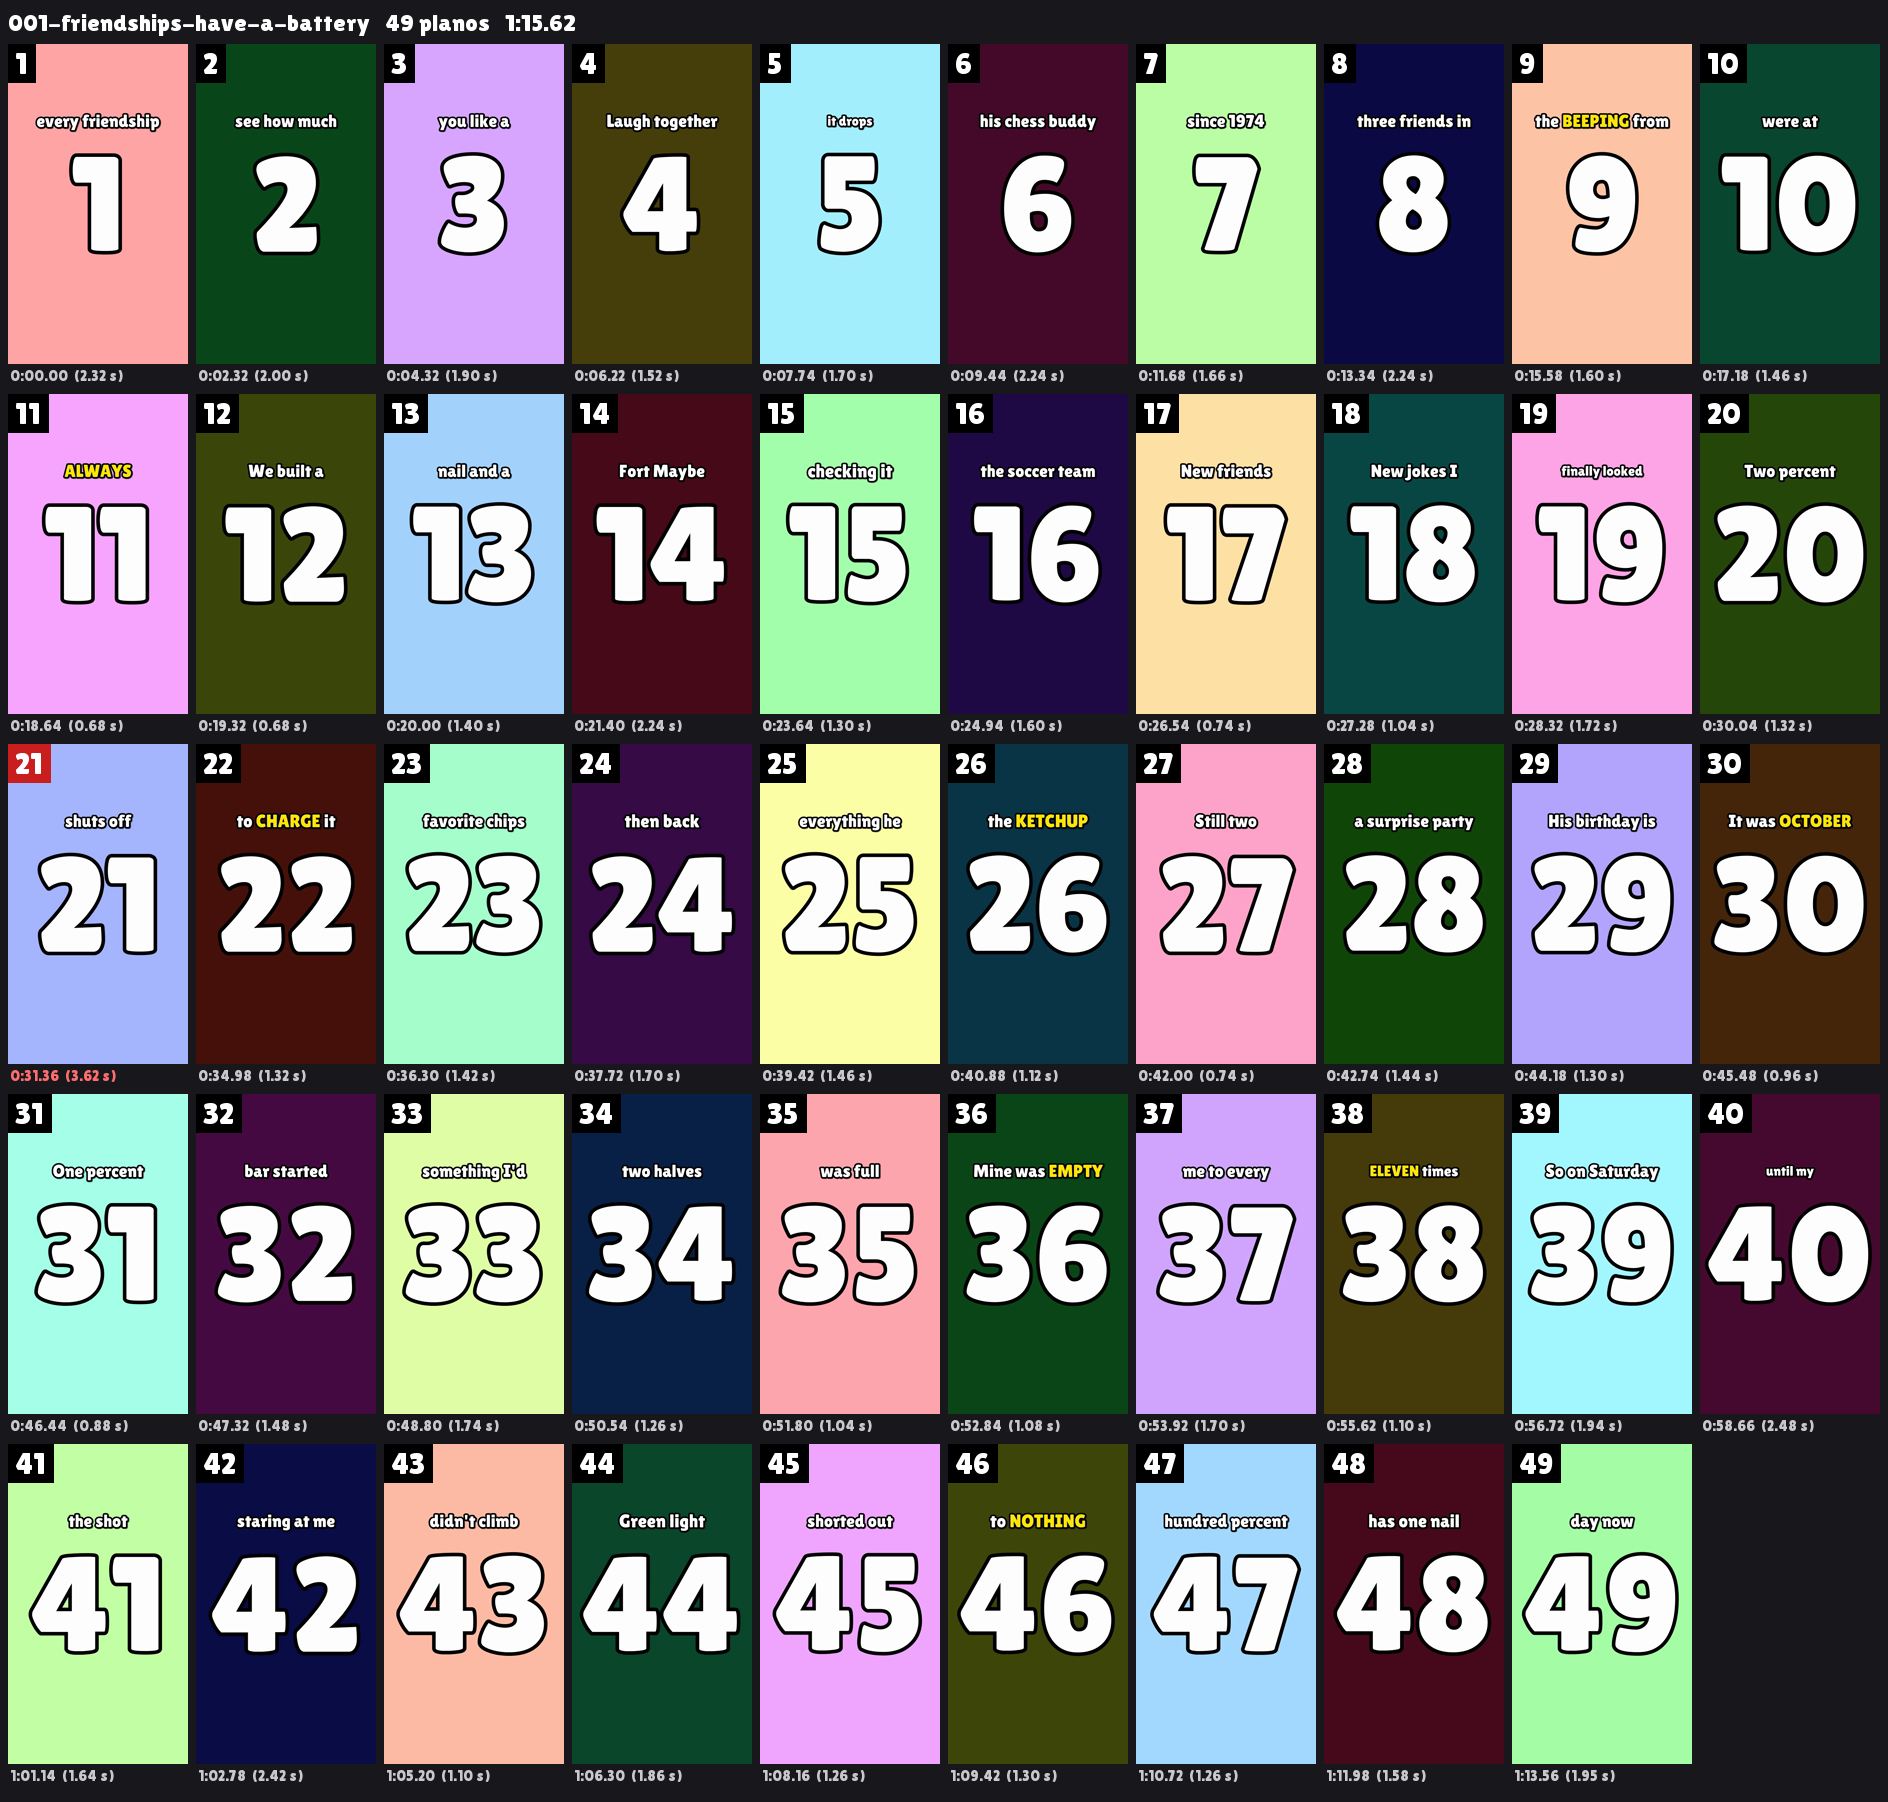 001-friendships-have-a-battery 49 planos 1:15.62
1 2 3 4 5 6 7 8 9 10
every friendship see how much you like a Laugh together it drops his chess buddy since 1974 three friends in the BEEPING from were at
1 2 3 4 5 6 7 8 9 10
0:00.00 (2.32 s) 0:02.32 (2.00 s) 0:04.32 (1.90 s) 0:06.22 (1.52 s) 0:07.74 (1.70 s) 0:09.44 (2.24 s) 0:11.68 (1.66 s) 0:13.34 (2.24 s) 0:15.58 (1.60 s) 0:17.18 (1.46 s)
11 12 13 14 15 16 17 18 19 20
ALWAYS We built a nail and a Fort Maybe checking it the soccer team New friends New jokes I finally looked Two percent
11 12 13 14 15 16 17 18 19 20
0:18.64 (0.68 s) 0:19.32 (0.68 s) 0:20.00 (1.40 s) 0:21.40 (2.24 s) 0:23.64 (1.30 s) 0:24.94 (1.60 s) 0:26.54 (0.74 s) 0:27.28 (1.04 s) 0:28.32 (1.72 s) 0:30.04 (1.32 s)
21 22 23 24 25 26 27 28 29 30
shuts off to CHARGE it favorite chips then back everything he the KETCHUP Still two a surprise party His birthday is It was OCTOBER
21 22 23 24 25 26 27 28 29 30
0:31.36 (3.62 s) 0:34.98 (1.32 s) 0:36.30 (1.42 s) 0:37.72 (1.70 s) 0:39.42 (1.46 s) 0:40.88 (1.12 s) 0:42.00 (0.74 s) 0:42.74 (1.44 s) 0:44.18 (1.30 s) 0:45.48 (0.96 s)
31 32 33 34 35 36 37 38 39 40
One percent bar started something I'd two halves was full Mine was EMPTY me to every ELEVEN times So on Saturday until my
31 32 33 34 35 36 37 38 39 40
0:46.44 (0.88 s) 0:47.32 (1.48 s) 0:48.80 (1.74 s) 0:50.54 (1.26 s) 0:51.80 (1.04 s) 0:52.84 (1.08 s) 0:53.92 (1.70 s) 0:55.62 (1.10 s) 0:56.72 (1.94 s) 0:58.66 (2.48 s)
41 42 43 44 45 46 47 48 49
the shot staring at me didn't climb Green light shorted out to NOTHING hundred percent has one nail day now
41 42 43 44 45 46 47 48 49
1:01.14 (1.64 s) 1:02.78 (2.42 s) 1:05.20 (1.10 s) 1:06.30 (1.86 s) 1:08.16 (1.26 s) 1:09.42 (1.30 s) 1:10.72 (1.26 s) 1:11.98 (1.58 s) 1:13.56 (1.95 s)